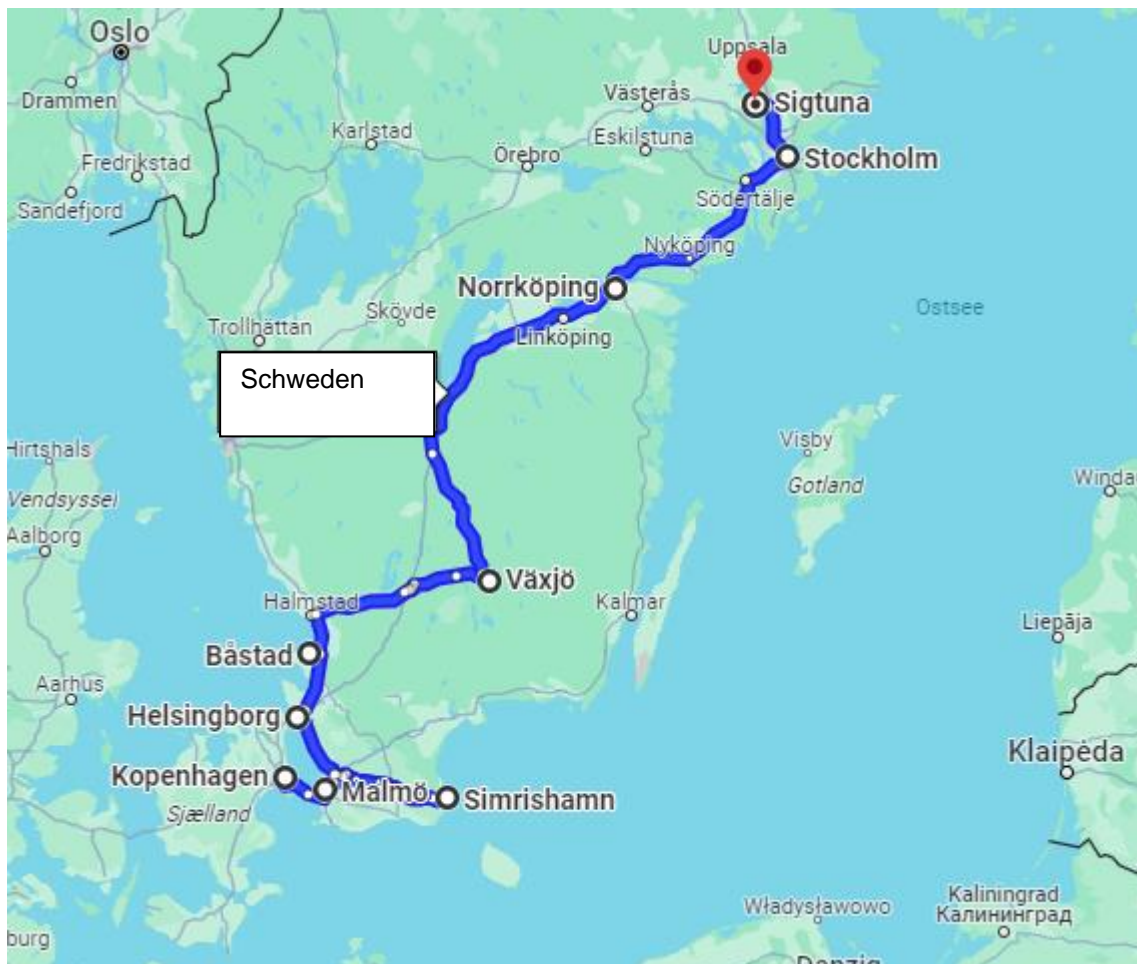 Oslo
Uppsala
Drammen
Västerås
Sigtuna
Karlstad
Eskilstuna
Örebro
Stockholm
Fredrikstad
Sandefjord
Södertälje
Nyköping
Norrköping
Ostsee
Skövde
Trollhättan
Linköping
Schweden
Visby
Hirtshals
Gotland
Vendsyssel
Aalborg
Växjö
Halmstad
Kalmar
Liepāja
Båstad
Aarhus
Helsingborg
Klaipėda
Kopenhagen
Malmö
Simrishamn
Sjælland
Kaliningrad
Władysławowo
Калининград
burg